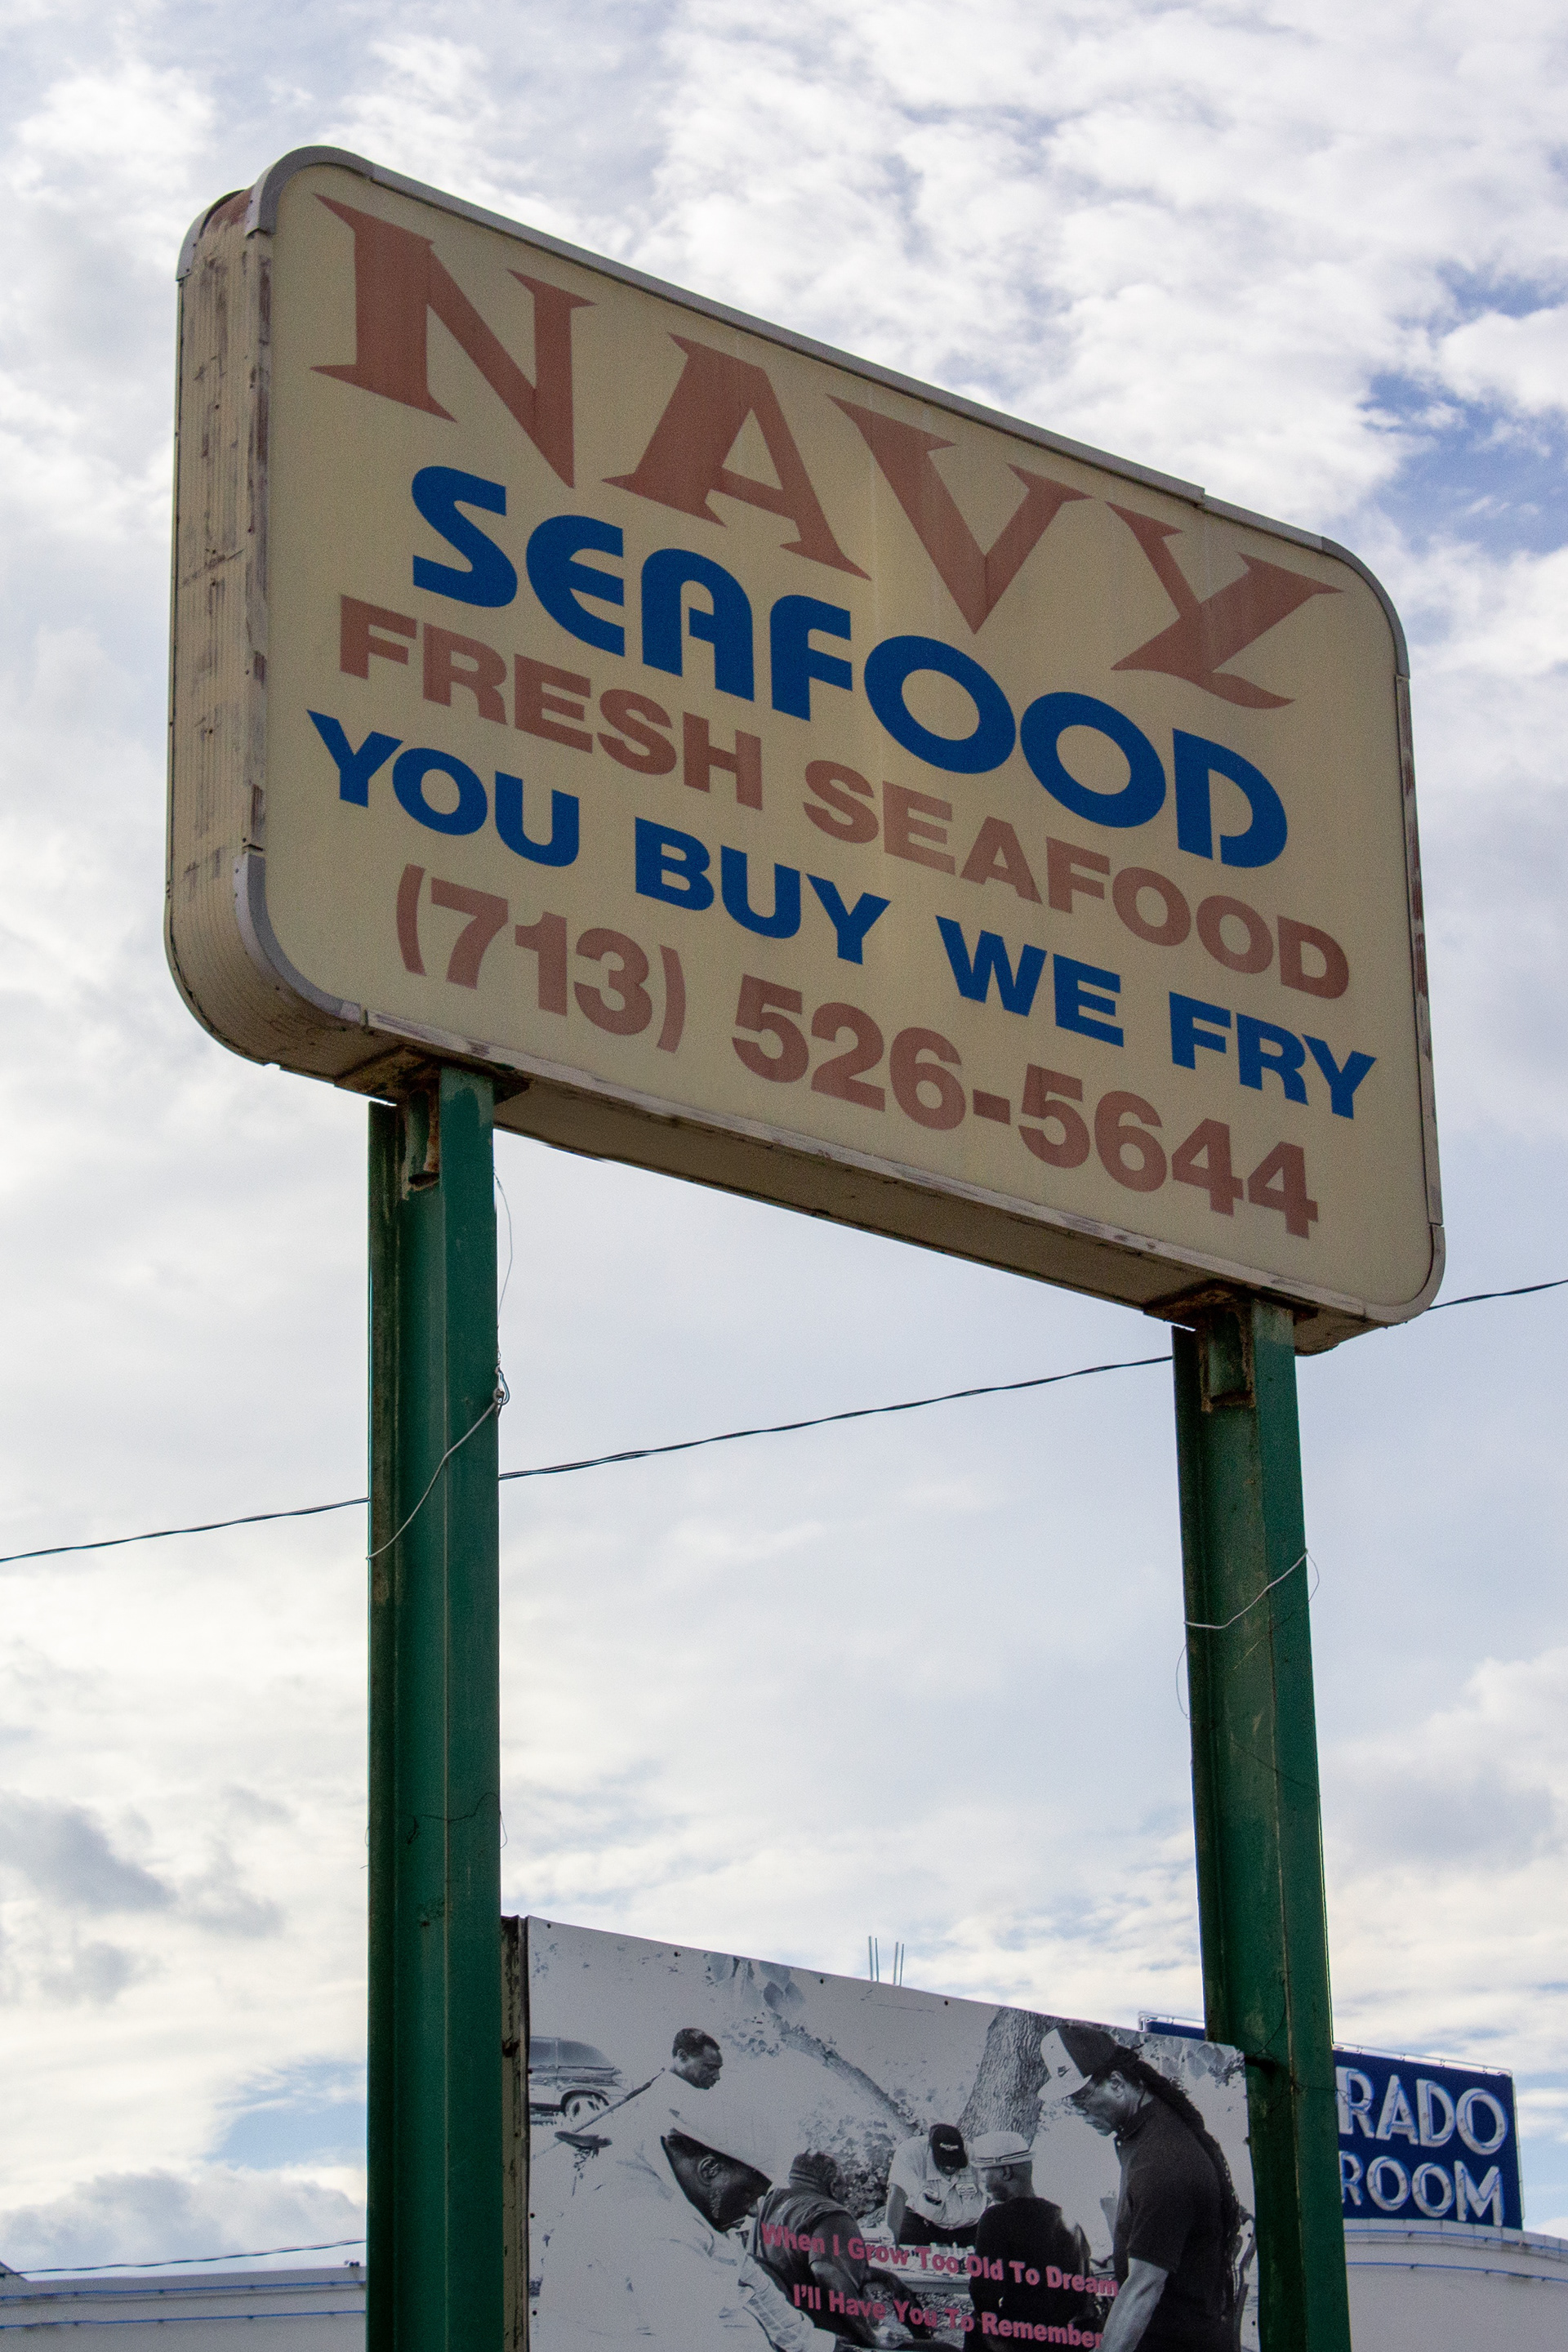 NAVY
SEAFOOD
FRESH SEAFOOD
YOU BUY WE FRY
(713) 526-5644
RADO
ROOM
When I Grow Too Old To Dream
I'll Have You To Remember